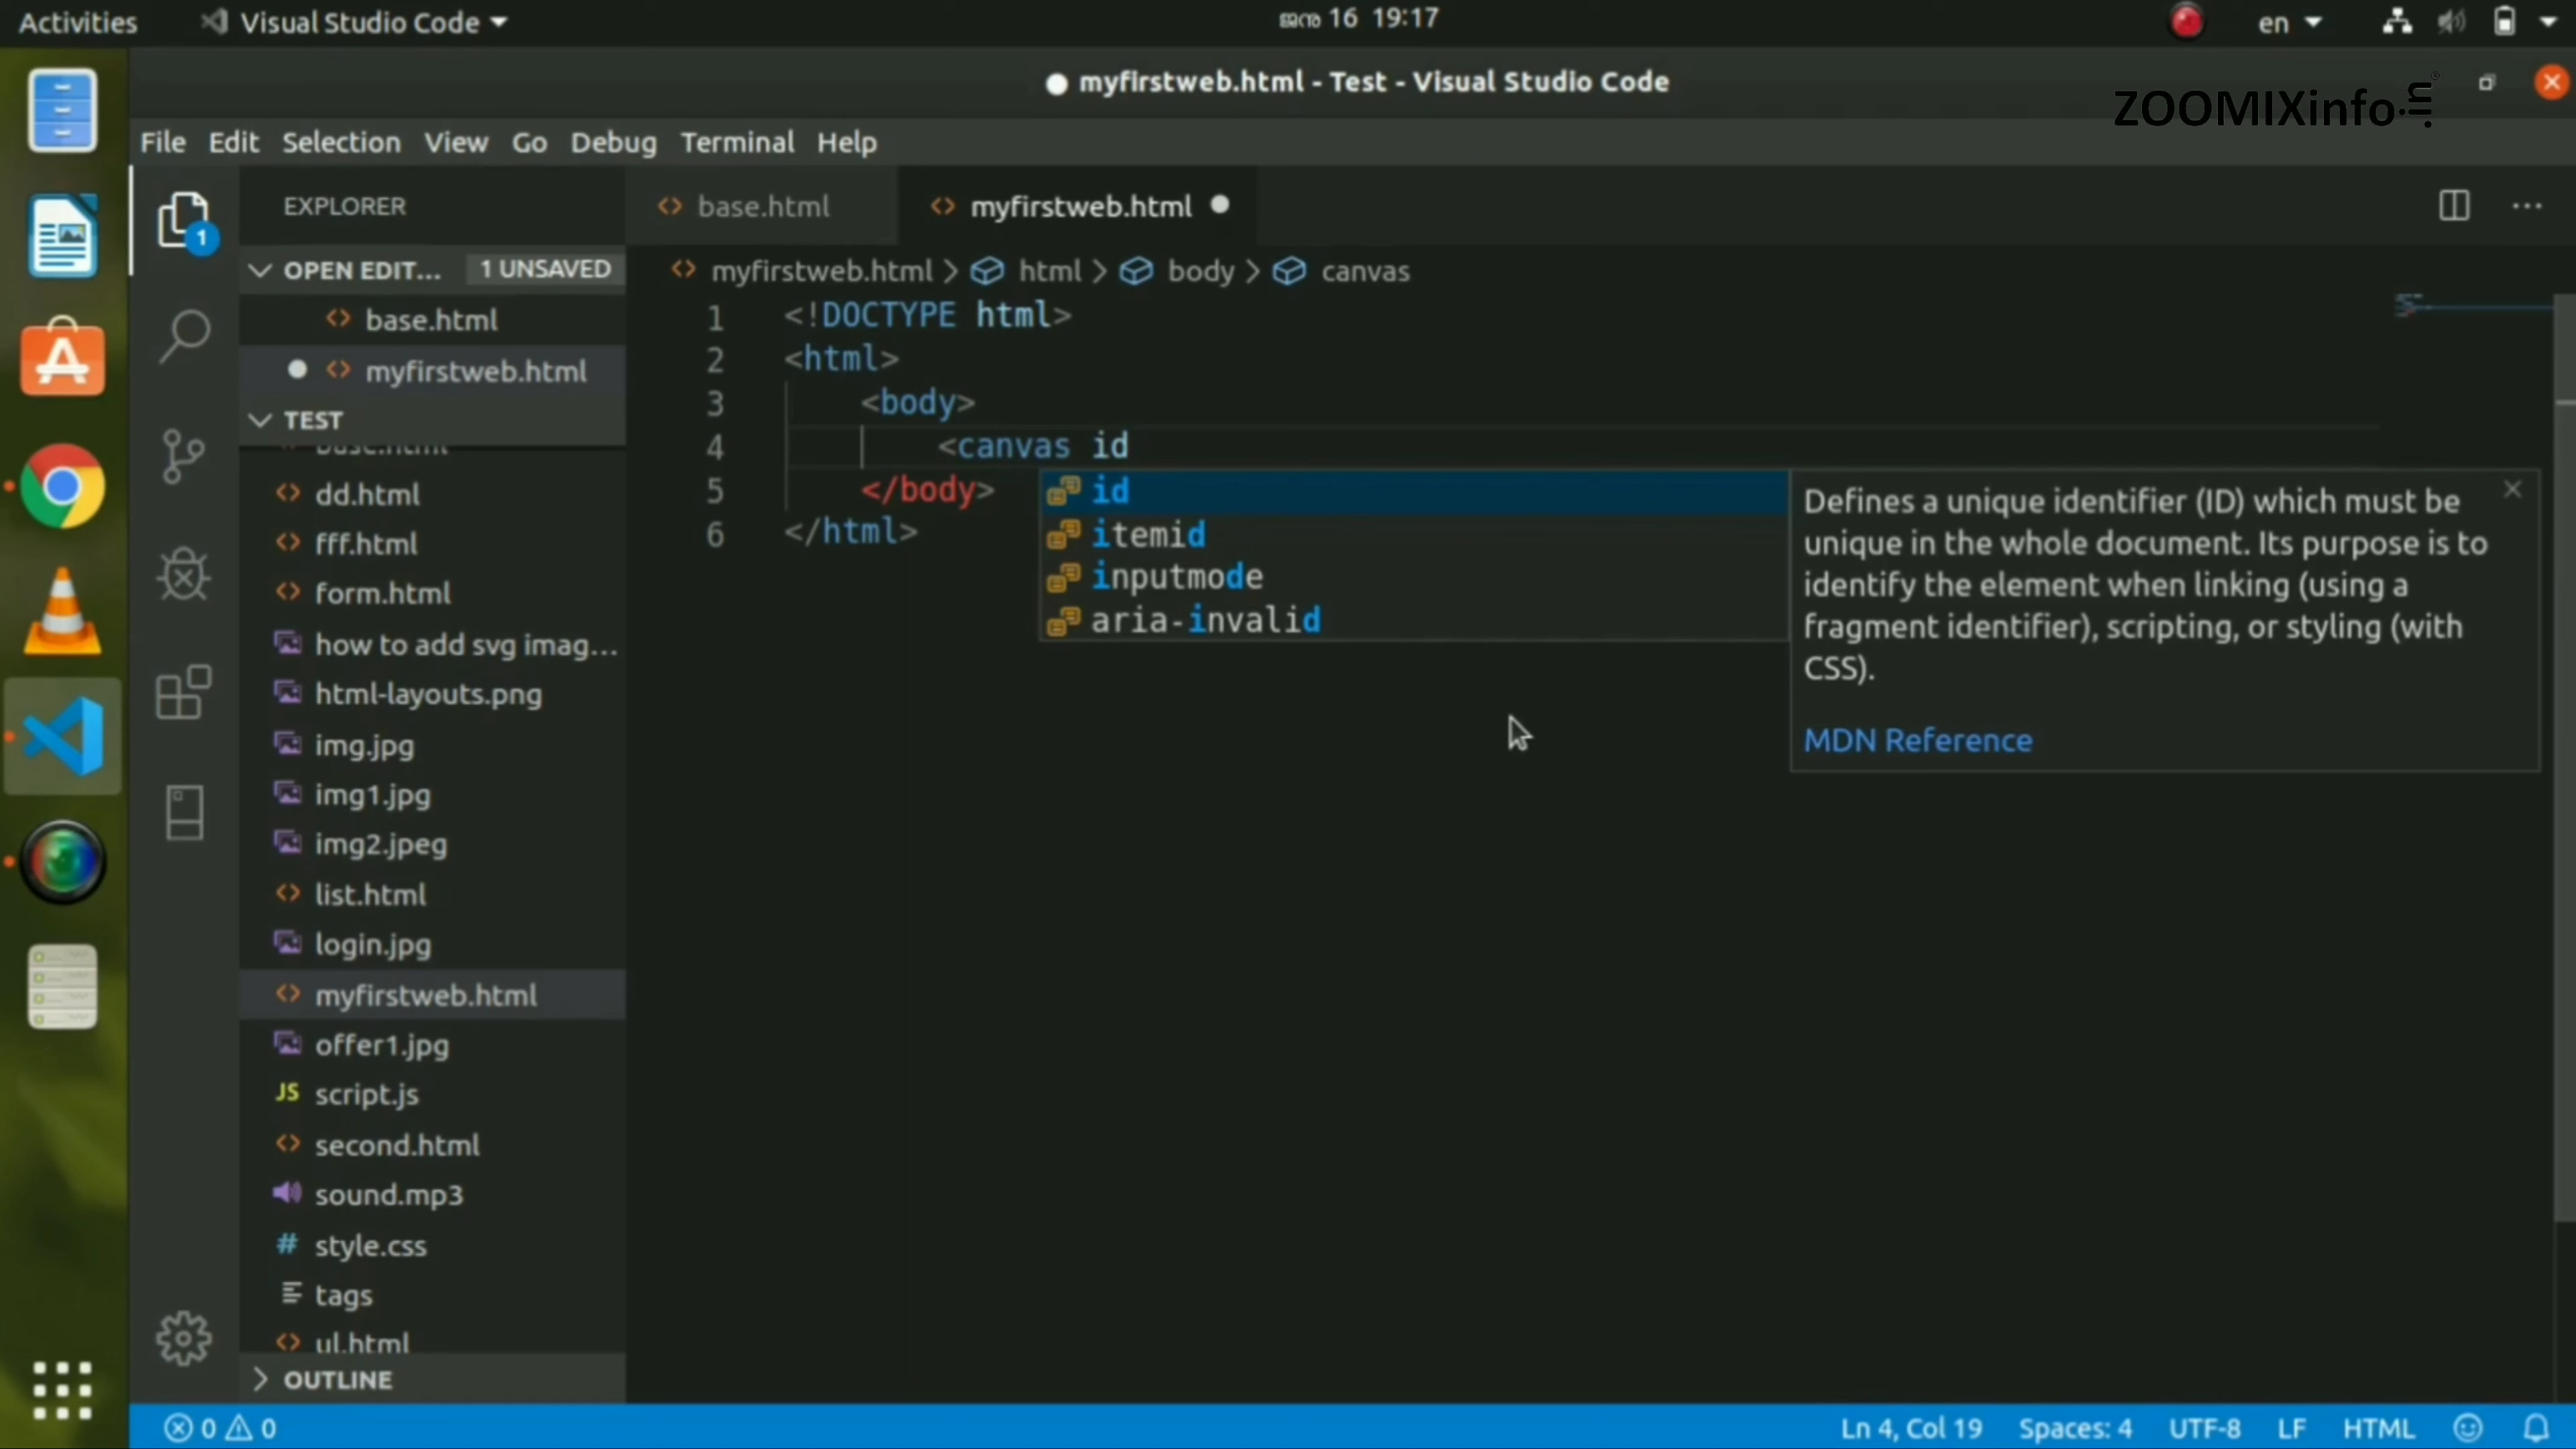 Activities
Visual Studio Code
ജനു 16 19:17
en
● myfirstweb.html - Test - Visual Studio Code
ZOOMIXinfo.in
File Edit Selection View Go Debug Terminal Help
EXPLORER
1
OPEN EDIT... 1 UNSAVED
base.html
myfirstweb.html
TEST
base.html
dd.html
fff.html
form.html
how to add svg imag...
html-layouts.png
img.jpg
img1.jpg
img2.jpeg
list.html
login.jpg
myfirstweb.html
offer1.jpg
JS script.js
second.html
sound.mp3
# style.css
tags
ul.html
OUTLINE
base.html
myfirstweb.html
myfirstweb.html > html > body > canvas
1 <!DOCTYPE html>
2 <html>
3 <body>
4 <canvas id
5 </body>
6 </html>
id
itemid
inputmode
aria-invalid
Defines a unique identifier (ID) which must be
unique in the whole document. Its purpose is to
identify the element when linking (using a
fragment identifier), scripting, or styling (with
CSS).
MDN Reference
0 0
Ln 4, Col 19 Spaces: 4 UTF-8 LF HTML